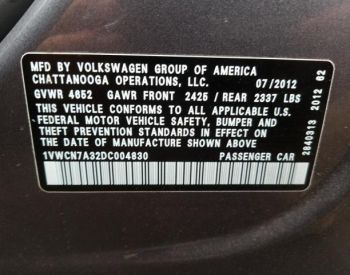 MFD BY VOLKSWAGEN GROUP OF AMERICA
CHATTANOOGA OPERATIONS, LLC. 07/2012
GVWR 4652 GAWR FRONT 2425 / REAR 2337 LBS
THIS VEHICLE CONFORMS TO ALL APPLICABLE U.S.
FEDERAL MOTOR VEHICLE SAFETY, BUMPER AND
THEFT PREVENTION STANDARDS IN EFFECT ON
THE DATE OF MANUFACTURE SHOWN ABOVE.
1VWCN7A32DC004830 PASSENGER CAR
2840313 2012 62